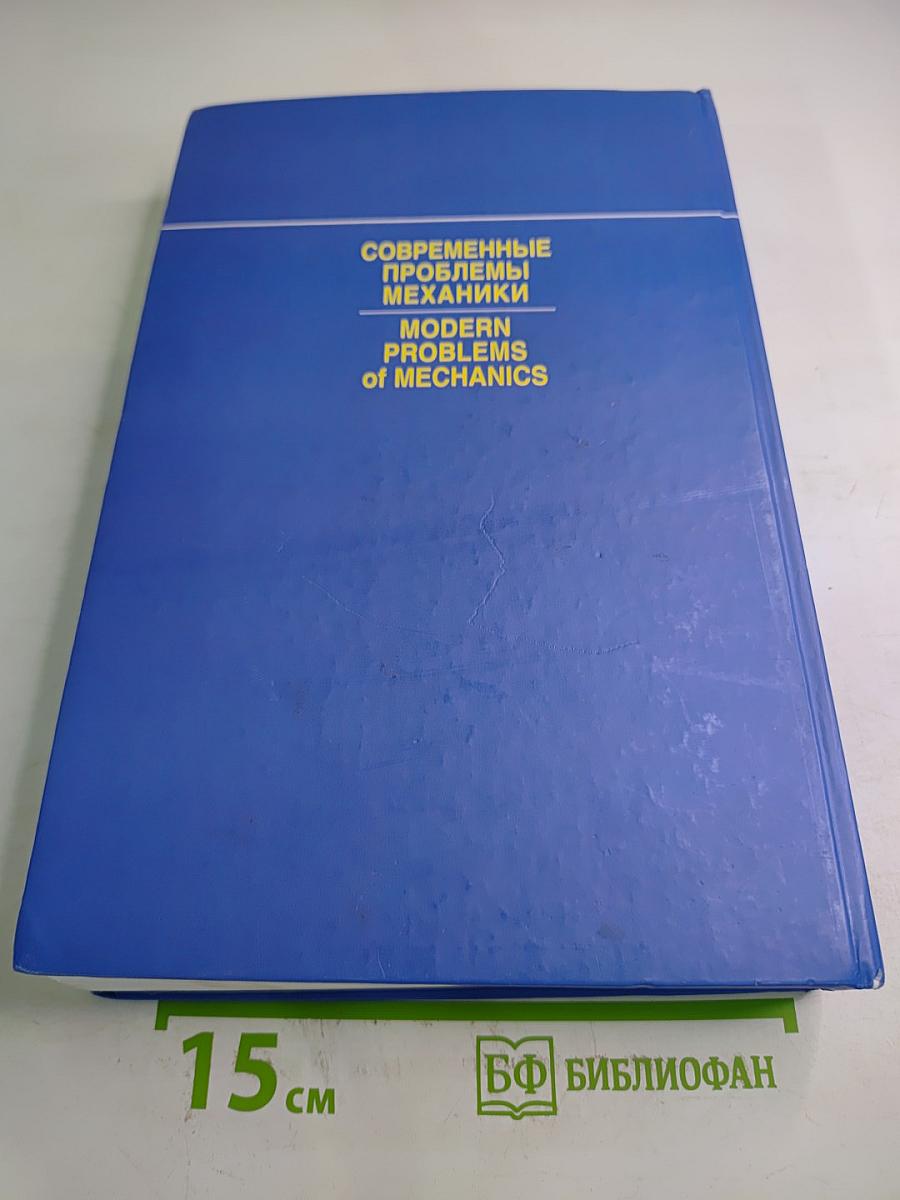 СОВРЕМЕННЫЕ
ПРОБЛЕМЫ
МЕХАНИКИ
MODERN
PROBLEMS
of MECHANICS
15 см
БФ БИБЛИОФАН